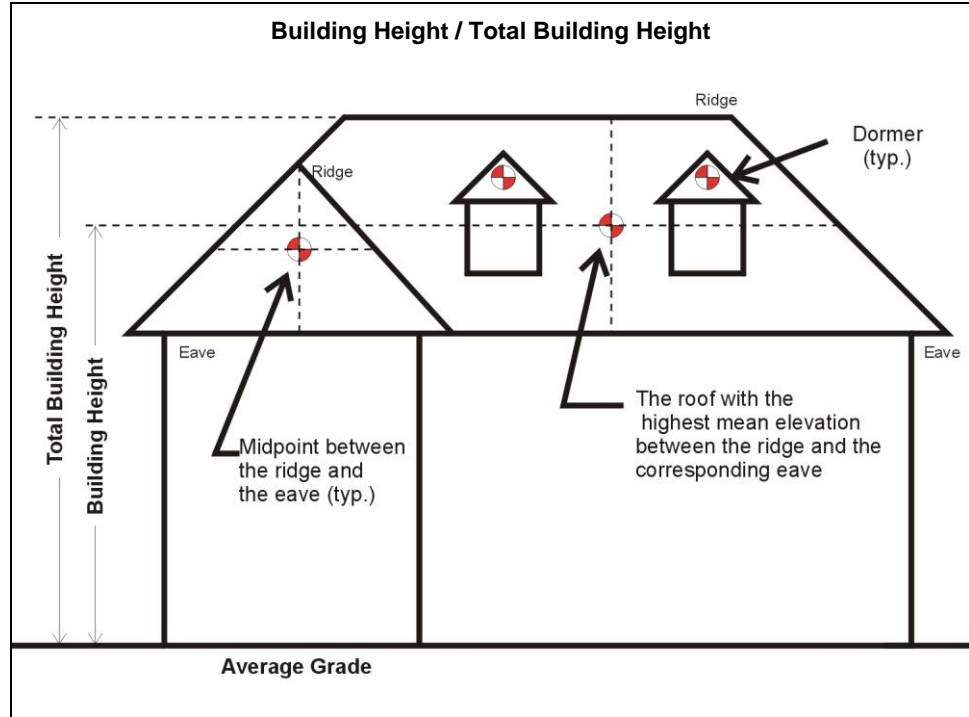 Building Height / Total Building Height
Ridge
Dormer
(typ.)
Ridge
Total Building Height
Building Height
Eave
Eave
Midpoint between
the ridge and
the eave (typ.)
The roof with the
highest mean elevation
between the ridge and the
corresponding eave
Average Grade